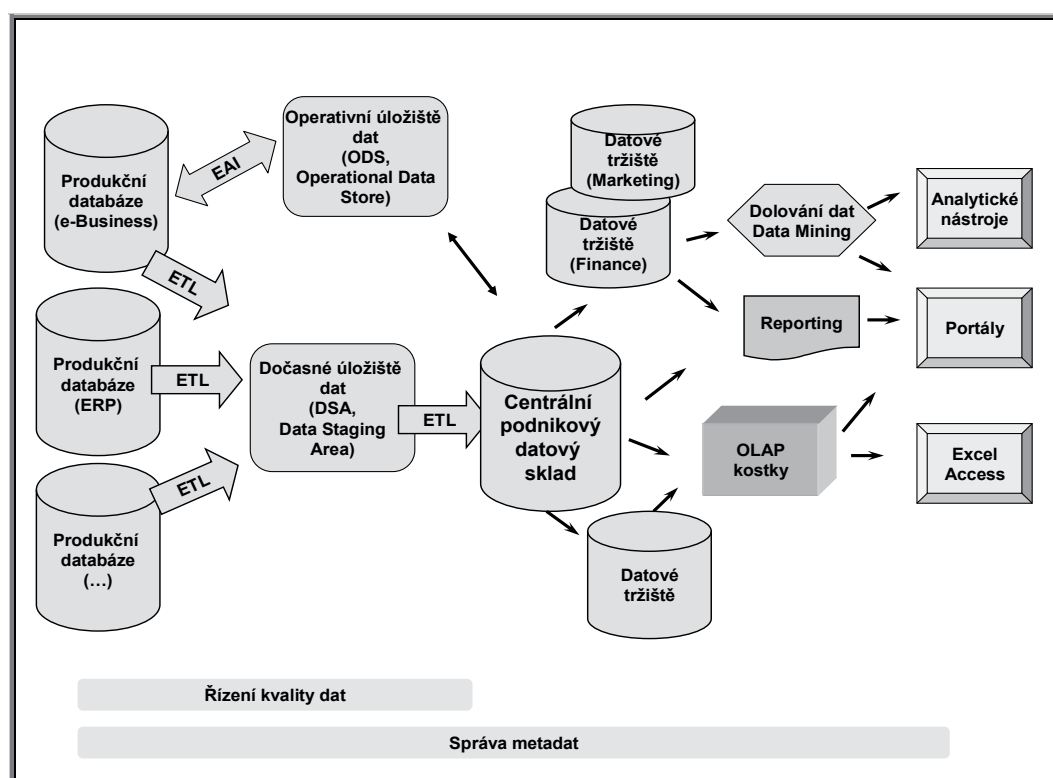 Produkční
databáze
(e-Business)
EAI
Operativní úložiště
dat
(ODS,
Operational Data
Store)
Datové
tržiště
(Marketing)
Datové
tržiště
(Finance)
Dolování dat
Data Mining
Analytické
nástroje
ETL
Produkční
databáze
(ERP)
ETL
Dočasné úložiště
dat
(DSA,
Data Staging
Area)
ETL
Centrální
podnikový
datový
sklad
Reporting
Portály
OLAP
kostky
Excel
Access
ETL
Produkční
databáze
(…)
Datové
tržiště
Řízení kvality dat
Správa metadat